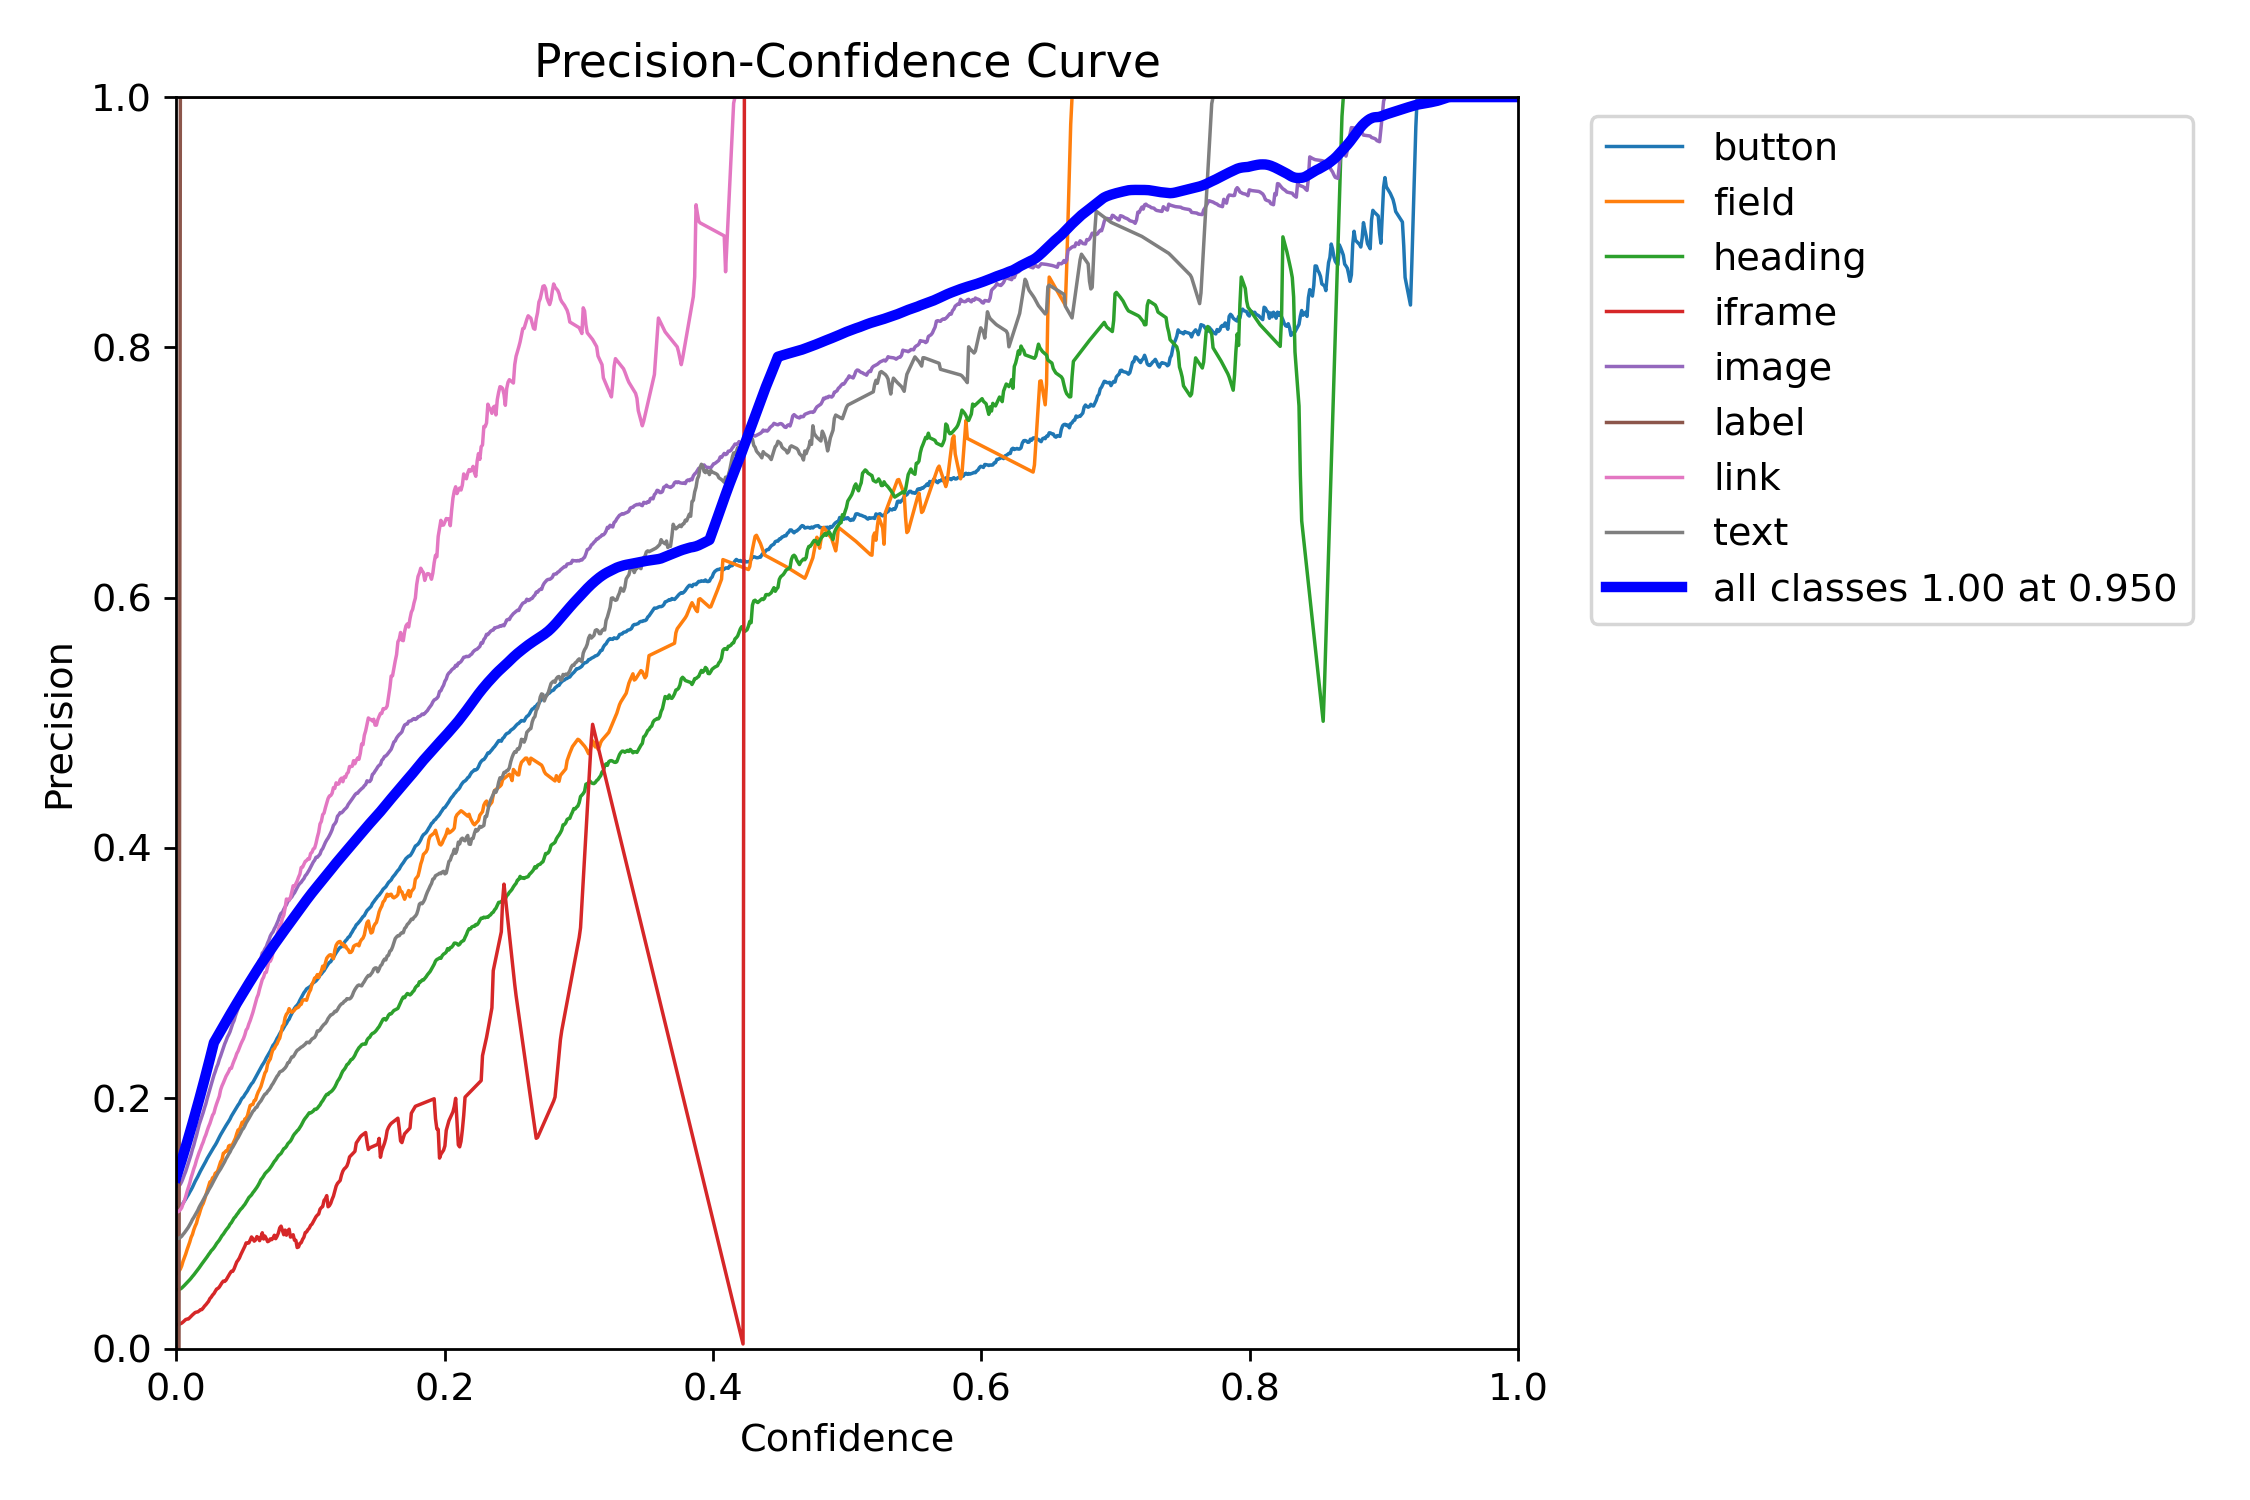 Precision-Confidence Curve
1.0
0.8
0.6
0.4
0.2
0.0
Precision
0.0 0.2 0.4 0.6 0.8 1.0
Confidence
button
field
heading
iframe
image
label
link
text
all classes 1.00 at 0.950